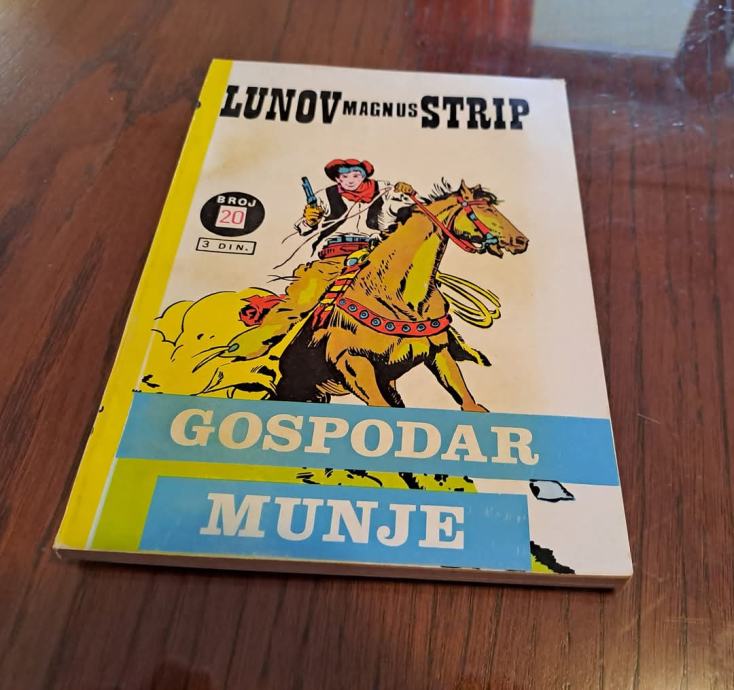 LUNOV MAGNUS STRIP
BROJ
20
3 DIN.
GOSPODAR
MUNJE